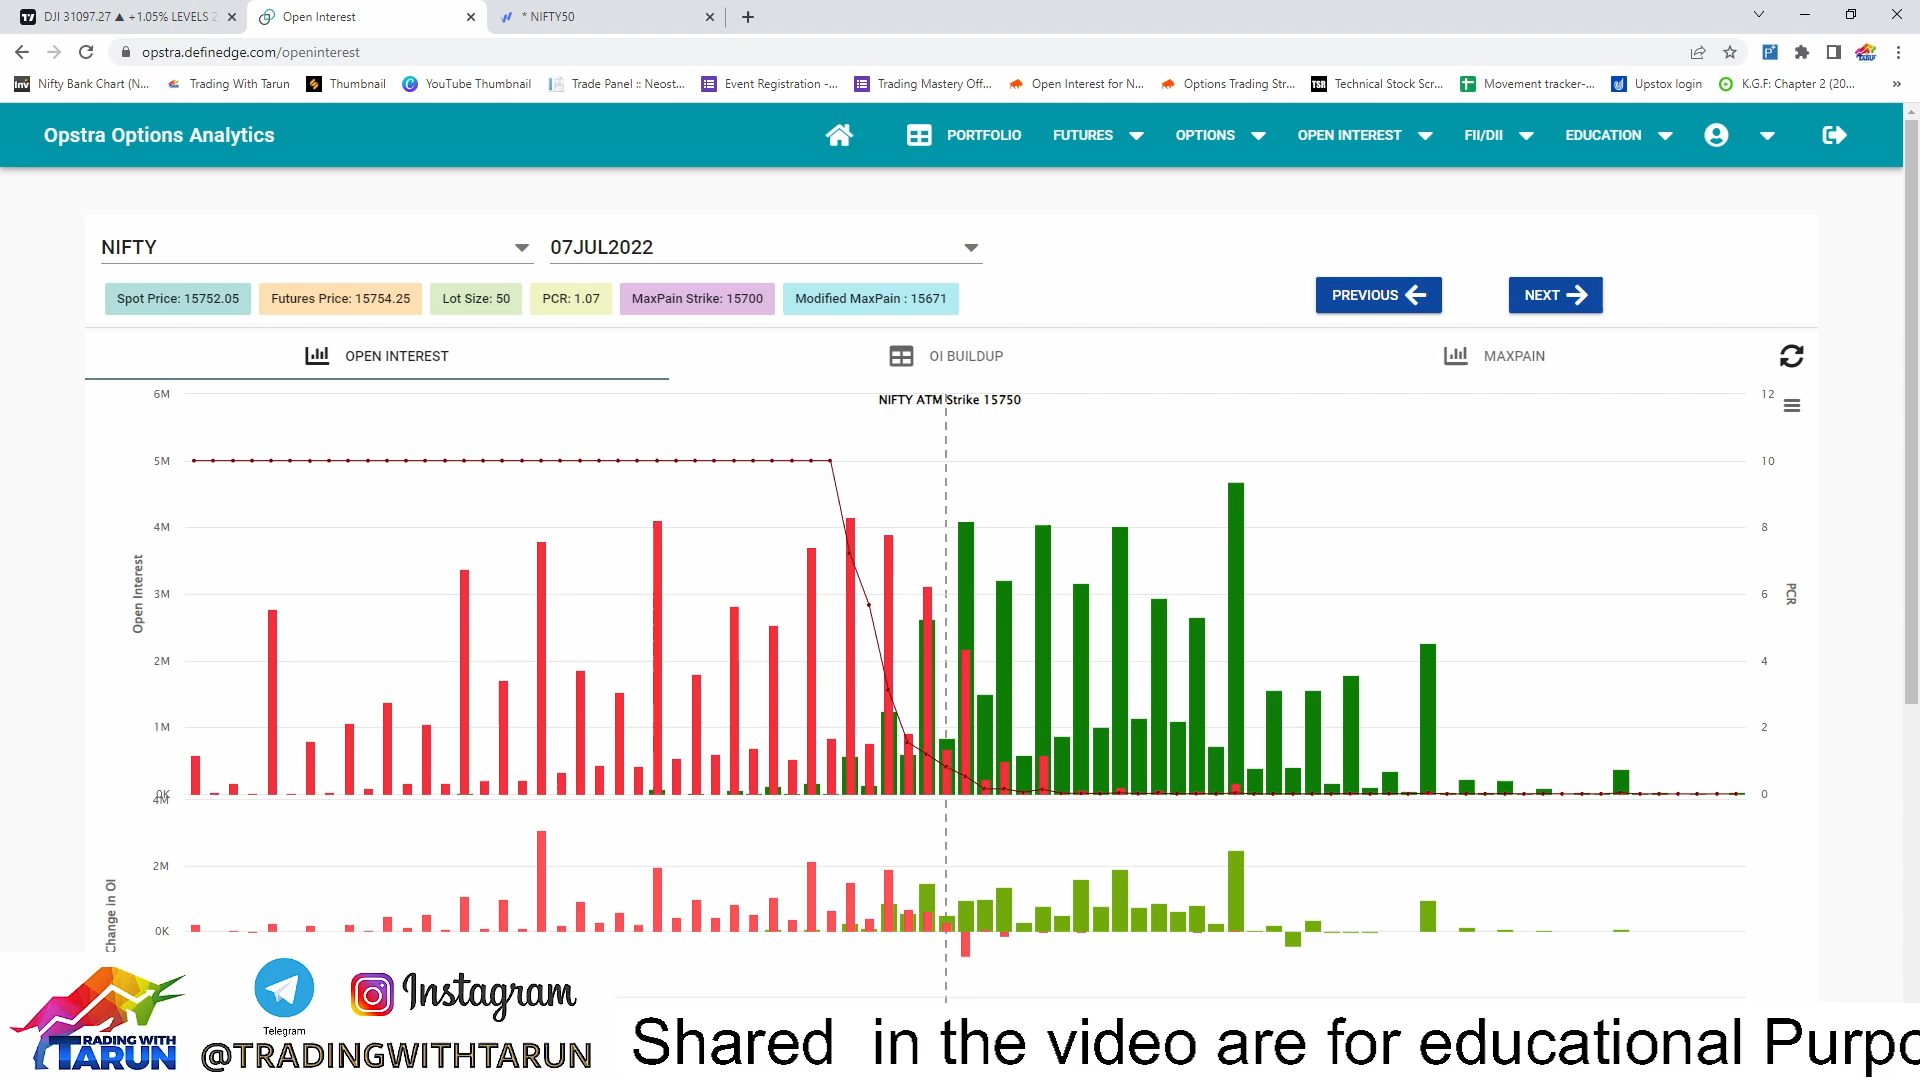 DJI 31097.27 ▲ +1.05% LEVELS 2
Open Interest
* NIFTY50
opstra.definedge.com/openinterest
Nifty Bank Chart (N...
Trading With Tarun
Thumbnail
YouTube Thumbnail
Trade Panel :: Neost...
Event Registration -...
Trading Mastery Off...
Open Interest for N...
Options Trading Str...
TSR
Technical Stock Scr...
Movement tracker-...
Upstox login
K.G.F: Chapter 2 (20...
Opstra Options Analytics
PORTFOLIO
FUTURES
OPTIONS
OPEN INTEREST
FII/DII
EDUCATION
NIFTY
07JUL2022
Spot Price: 15752.05
Futures Price: 15754.25
Lot Size: 50
PCR: 1.07
MaxPain Strike: 15700
Modified MaxPain : 15671
PREVIOUS
NEXT
OPEN INTEREST
OI BUILDUP
MAXPAIN
NIFTY ATM Strike 15750
6M
5M
4M
3M
2M
1M
0K
Open Interest
12
10
8
6
4
2
0
PCR
4M
2M
0K
Change in OI
TRADING WITH
TARUN
Telegram
Instagram
@TRADINGWITHTARUN
Shared in the video are for educational Purpo